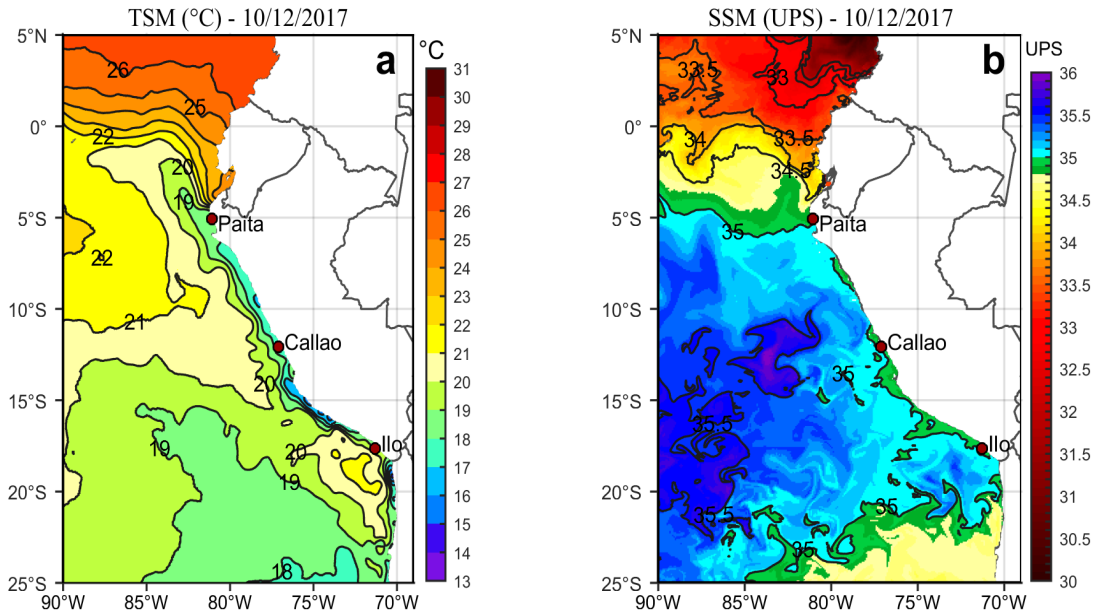 TSM (°C) - 10/12/2017
SSM (UPS) - 10/12/2017
5°N
0°
5°S
10°S
15°S
20°S
25°S
90°W
85°W
80°W
75°W
70°W
a
26
25
22
20
19
22
21
20
19
20
19
18
Paita
Callao
Ilo
°C
31
30
29
28
27
26
25
24
23
22
21
20
19
18
17
16
15
14
13
5°N
0°
5°S
10°S
15°S
20°S
25°S
90°W
85°W
80°W
75°W
70°W
b
33.5
33
34
33.5
34.5
35
35
35.5
35
35.5
35
Paita
Callao
Ilo
UPS
36
35.5
35
34.5
34
33.5
33
32.5
32
31.5
31
30.5
30